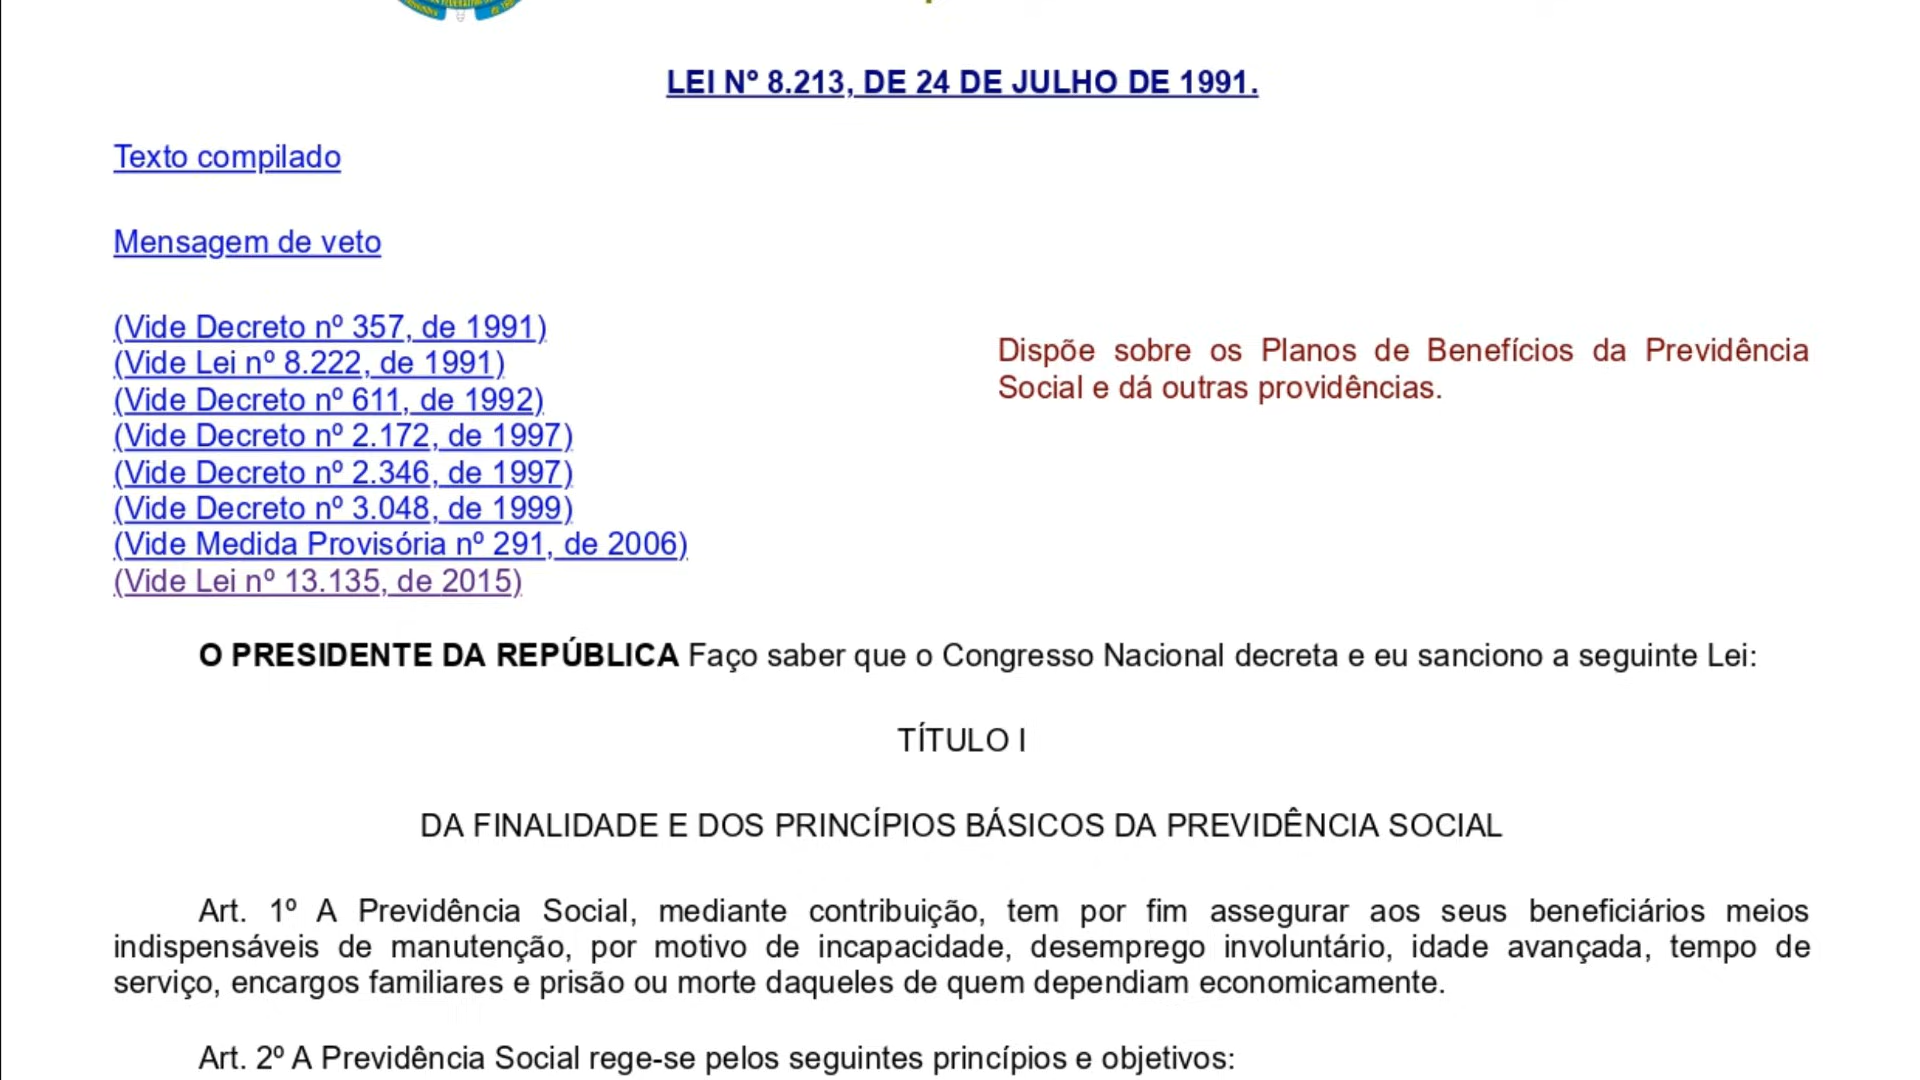 LEI Nº 8.213, DE 24 DE JULHO DE 1991.
Texto compilado
Mensagem de veto
(Vide Decreto nº 357, de 1991)
(Vide Lei nº 8.222, de 1991)
(Vide Decreto nº 611, de 1992)
(Vide Decreto nº 2.172, de 1997)
(Vide Decreto nº 2.346, de 1997)
(Vide Decreto nº 3.048, de 1999)
(Vide Medida Provisória nº 291, de 2006)
(Vide Lei nº 13.135, de 2015)
Dispõe sobre os Planos de Benefícios da Previdência
Social e dá outras providências.
O PRESIDENTE DA REPÚBLICA Faço saber que o Congresso Nacional decreta e eu sanciono a seguinte Lei:
TÍTULO I
DA FINALIDADE E DOS PRINCÍPIOS BÁSICOS DA PREVIDÊNCIA SOCIAL
Art. 1º A Previdência Social, mediante contribuição, tem por fim assegurar aos seus beneficiários meios
indispensáveis de manutenção, por motivo de incapacidade, desemprego involuntário, idade avançada, tempo de
serviço, encargos familiares e prisão ou morte daqueles de quem dependiam economicamente.
Art. 2º A Previdência Social rege-se pelos seguintes princípios e objetivos: